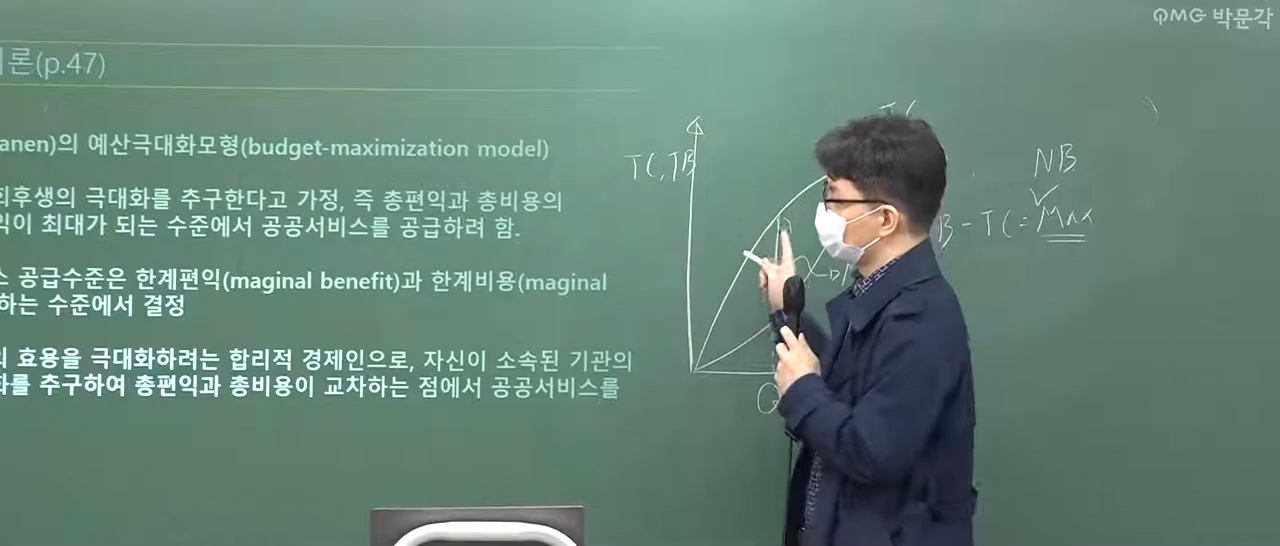 PMG 박문각
론(p.47)
anen)의 예산극대화모형(budget-maximization model)
회후생의 극대화를 추구한다고 가정, 즉 총편익과 총비용의
익이 최대가 되는 수준에서 공공서비스를 공급하려 함.
스 공급수준은 한계편익(maginal benefit)과 한계비용(maginal
하는 수준에서 결정
의 효용을 극대화하려는 합리적 경제인으로, 자신이 소속된 기관의
화를 추구하여 총편익과 총비용이 교차하는 점에서 공공서비스를
TC
TC, TB
NB
B - TC = Max
Q